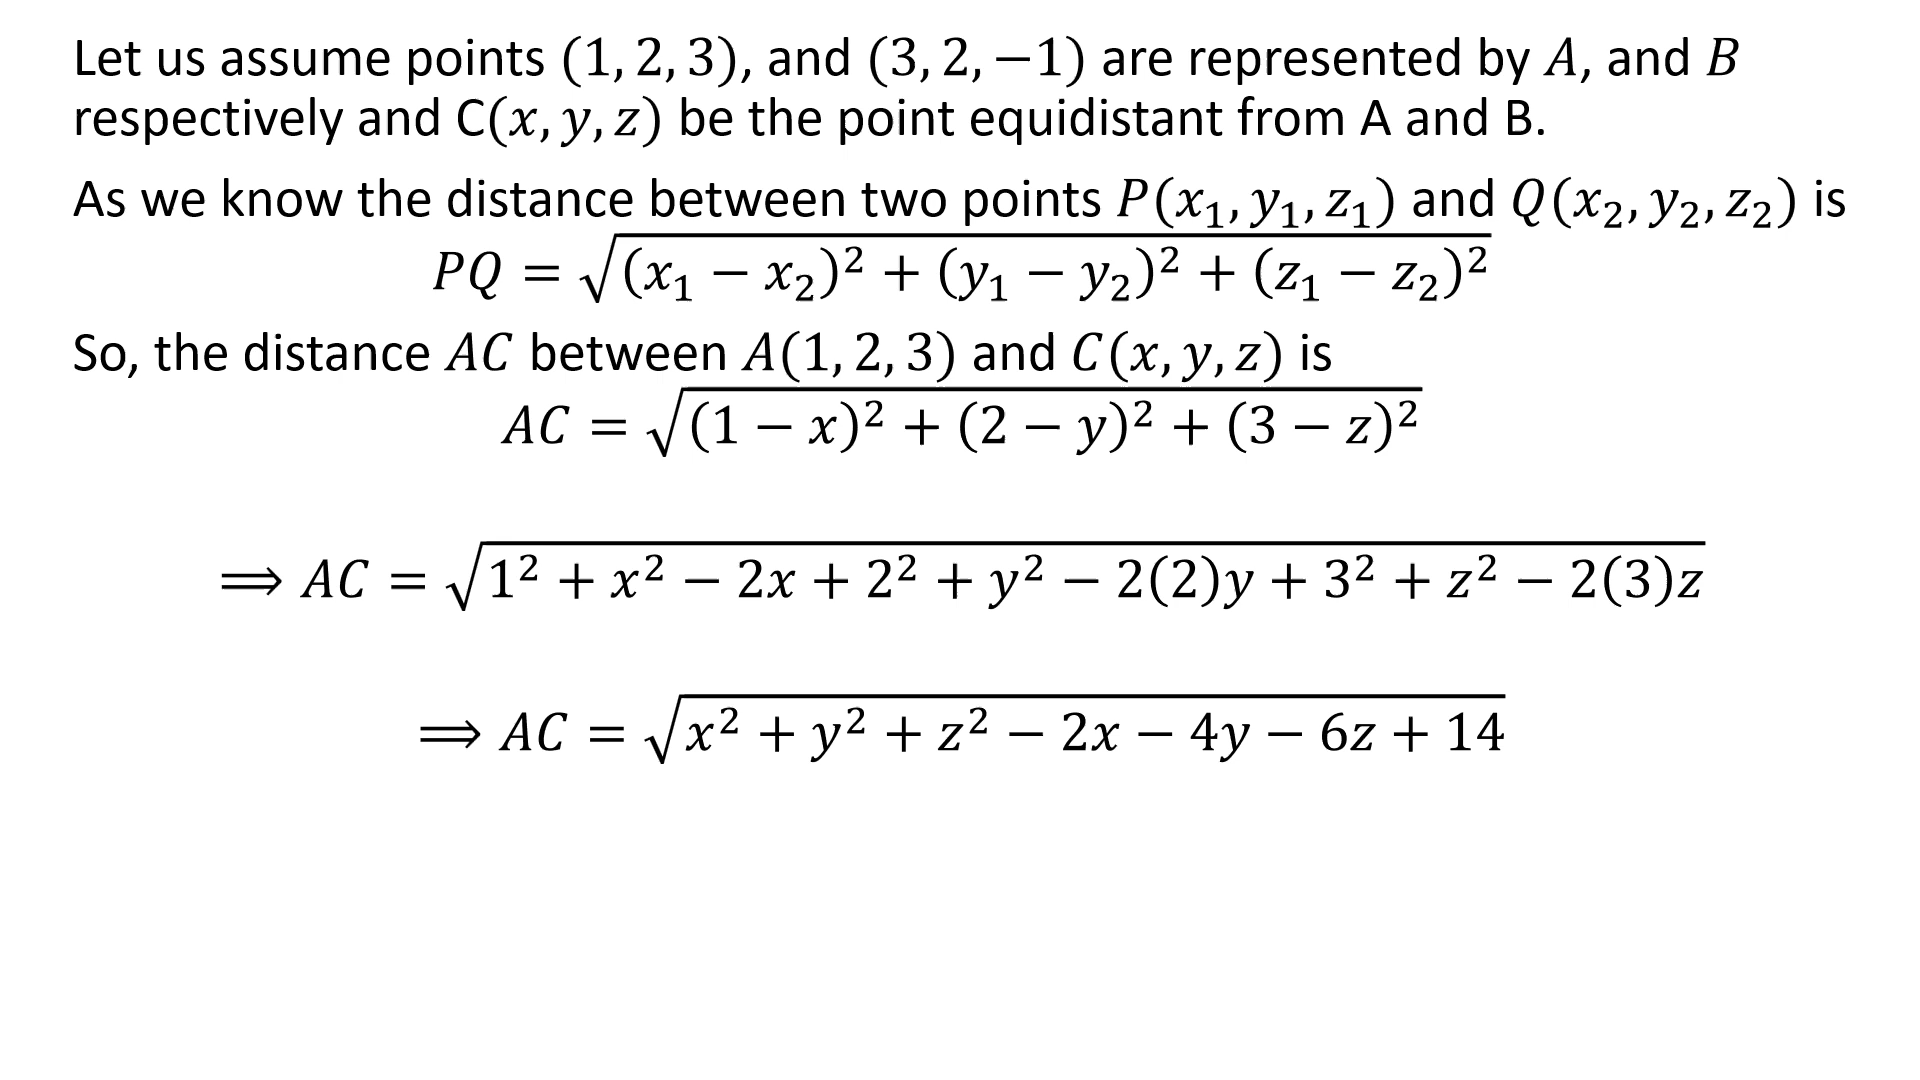 Let us assume points (1, 2, 3), and (3, 2, −1) are represented by A, and B
respectively and C(x, y, z) be the point equidistant from A and B.
As we know the distance between two points P(x₁, y₁, z₁) and Q(x₂, y₂, z₂) is
PQ = √((x₁ − x₂)² + (y₁ − y₂)² + (z₁ − z₂)²)
So, the distance AC between A(1, 2, 3) and C(x, y, z) is
AC = √((1 − x)² + (2 − y)² + (3 − z)²)
⟹ AC = √(1² + x² − 2x + 2² + y² − 2(2)y + 3² + z² − 2(3)z)
⟹ AC = √(x² + y² + z² − 2x − 4y − 6z + 14)